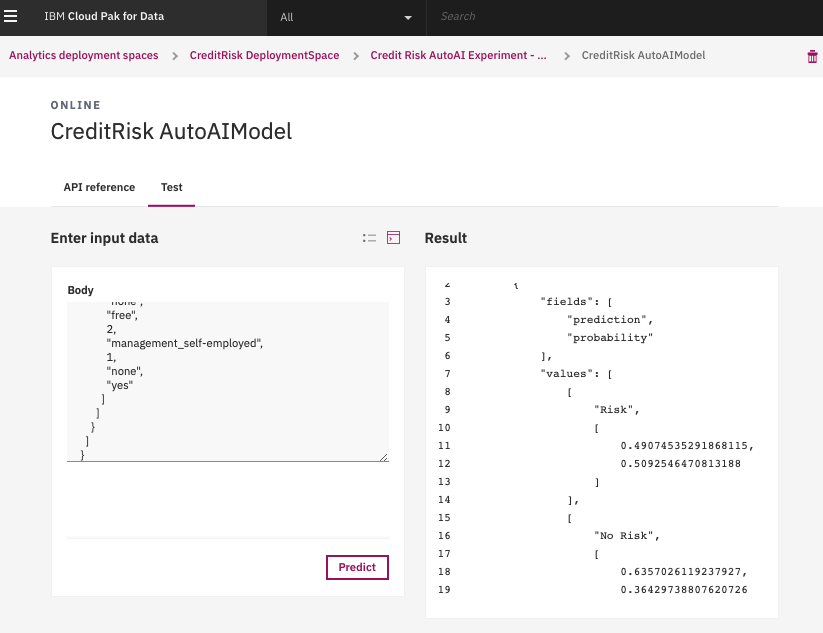 IBM Cloud Pak for Data
All
Search
Analytics deployment spaces > CreditRisk DeploymentSpace > Credit Risk AutoAI Experiment - ... > CreditRisk AutoAIModel
ONLINE
CreditRisk AutoAIModel
API reference
Test
Enter input data
Body
"none",
"free",
2,
"management_self-employed",
1,
"none",
"yes"
]
]
}
]
}
Predict
Result
2 {
3 "fields": [
4 "prediction",
5 "probability"
6 ],
7 "values": [
8 [
9 "Risk",
10 [
11 0.49074535291868115,
12 0.5092546470813188
13 ]
14 ],
15 [
16 "No Risk",
17 [
18 0.6357026119237927,
19 0.36429738807620726